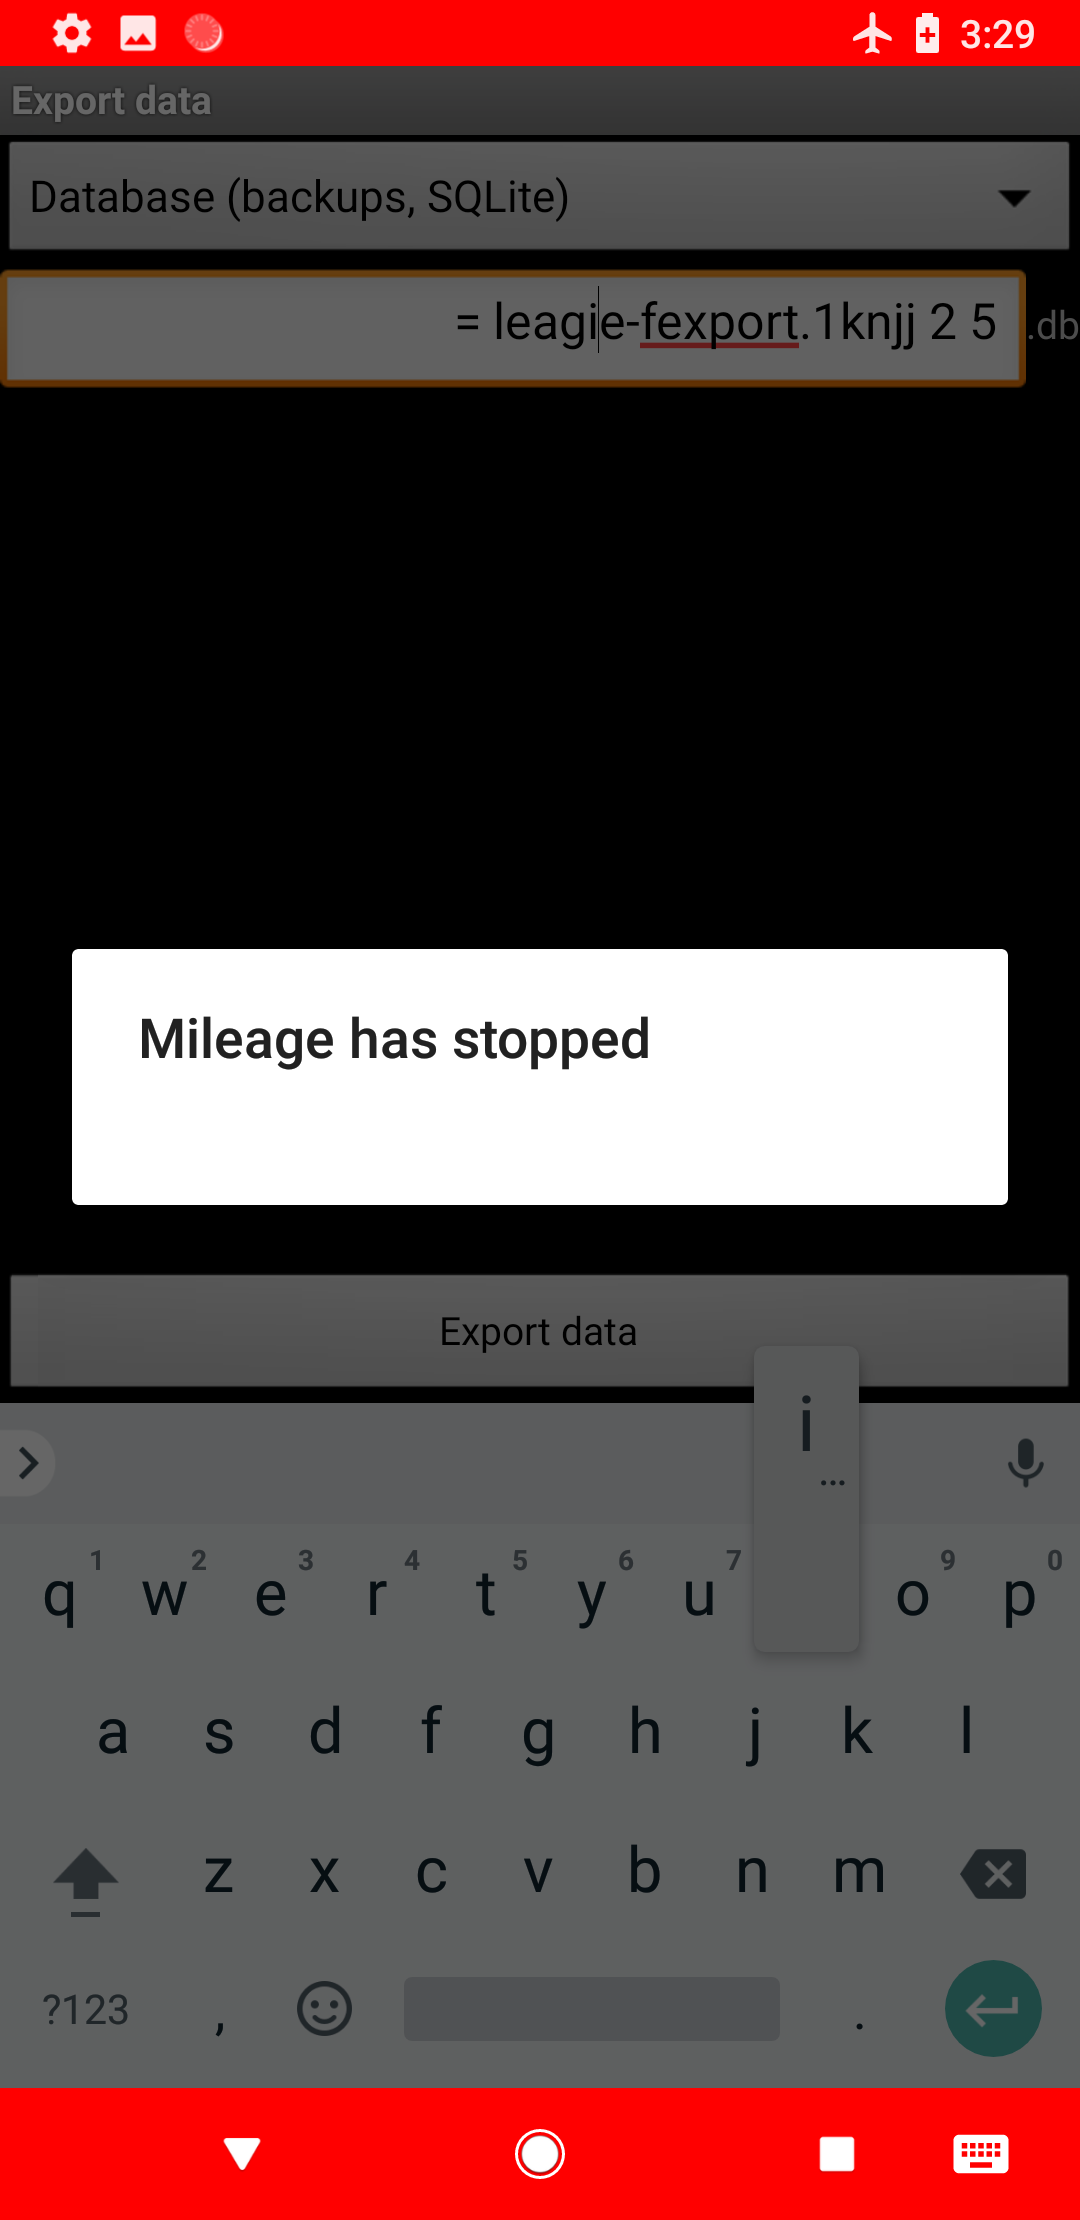 3:29
Export data
Database (backups, SQLite)
= leagie-fexport.1knjj 2 5 .db
Mileage has stopped
Export data
i
...
1 2 3 4 5 6 7 9 0
q w e r t y u o p
a s d f g h j k l
z x c v b n m
?123 , .